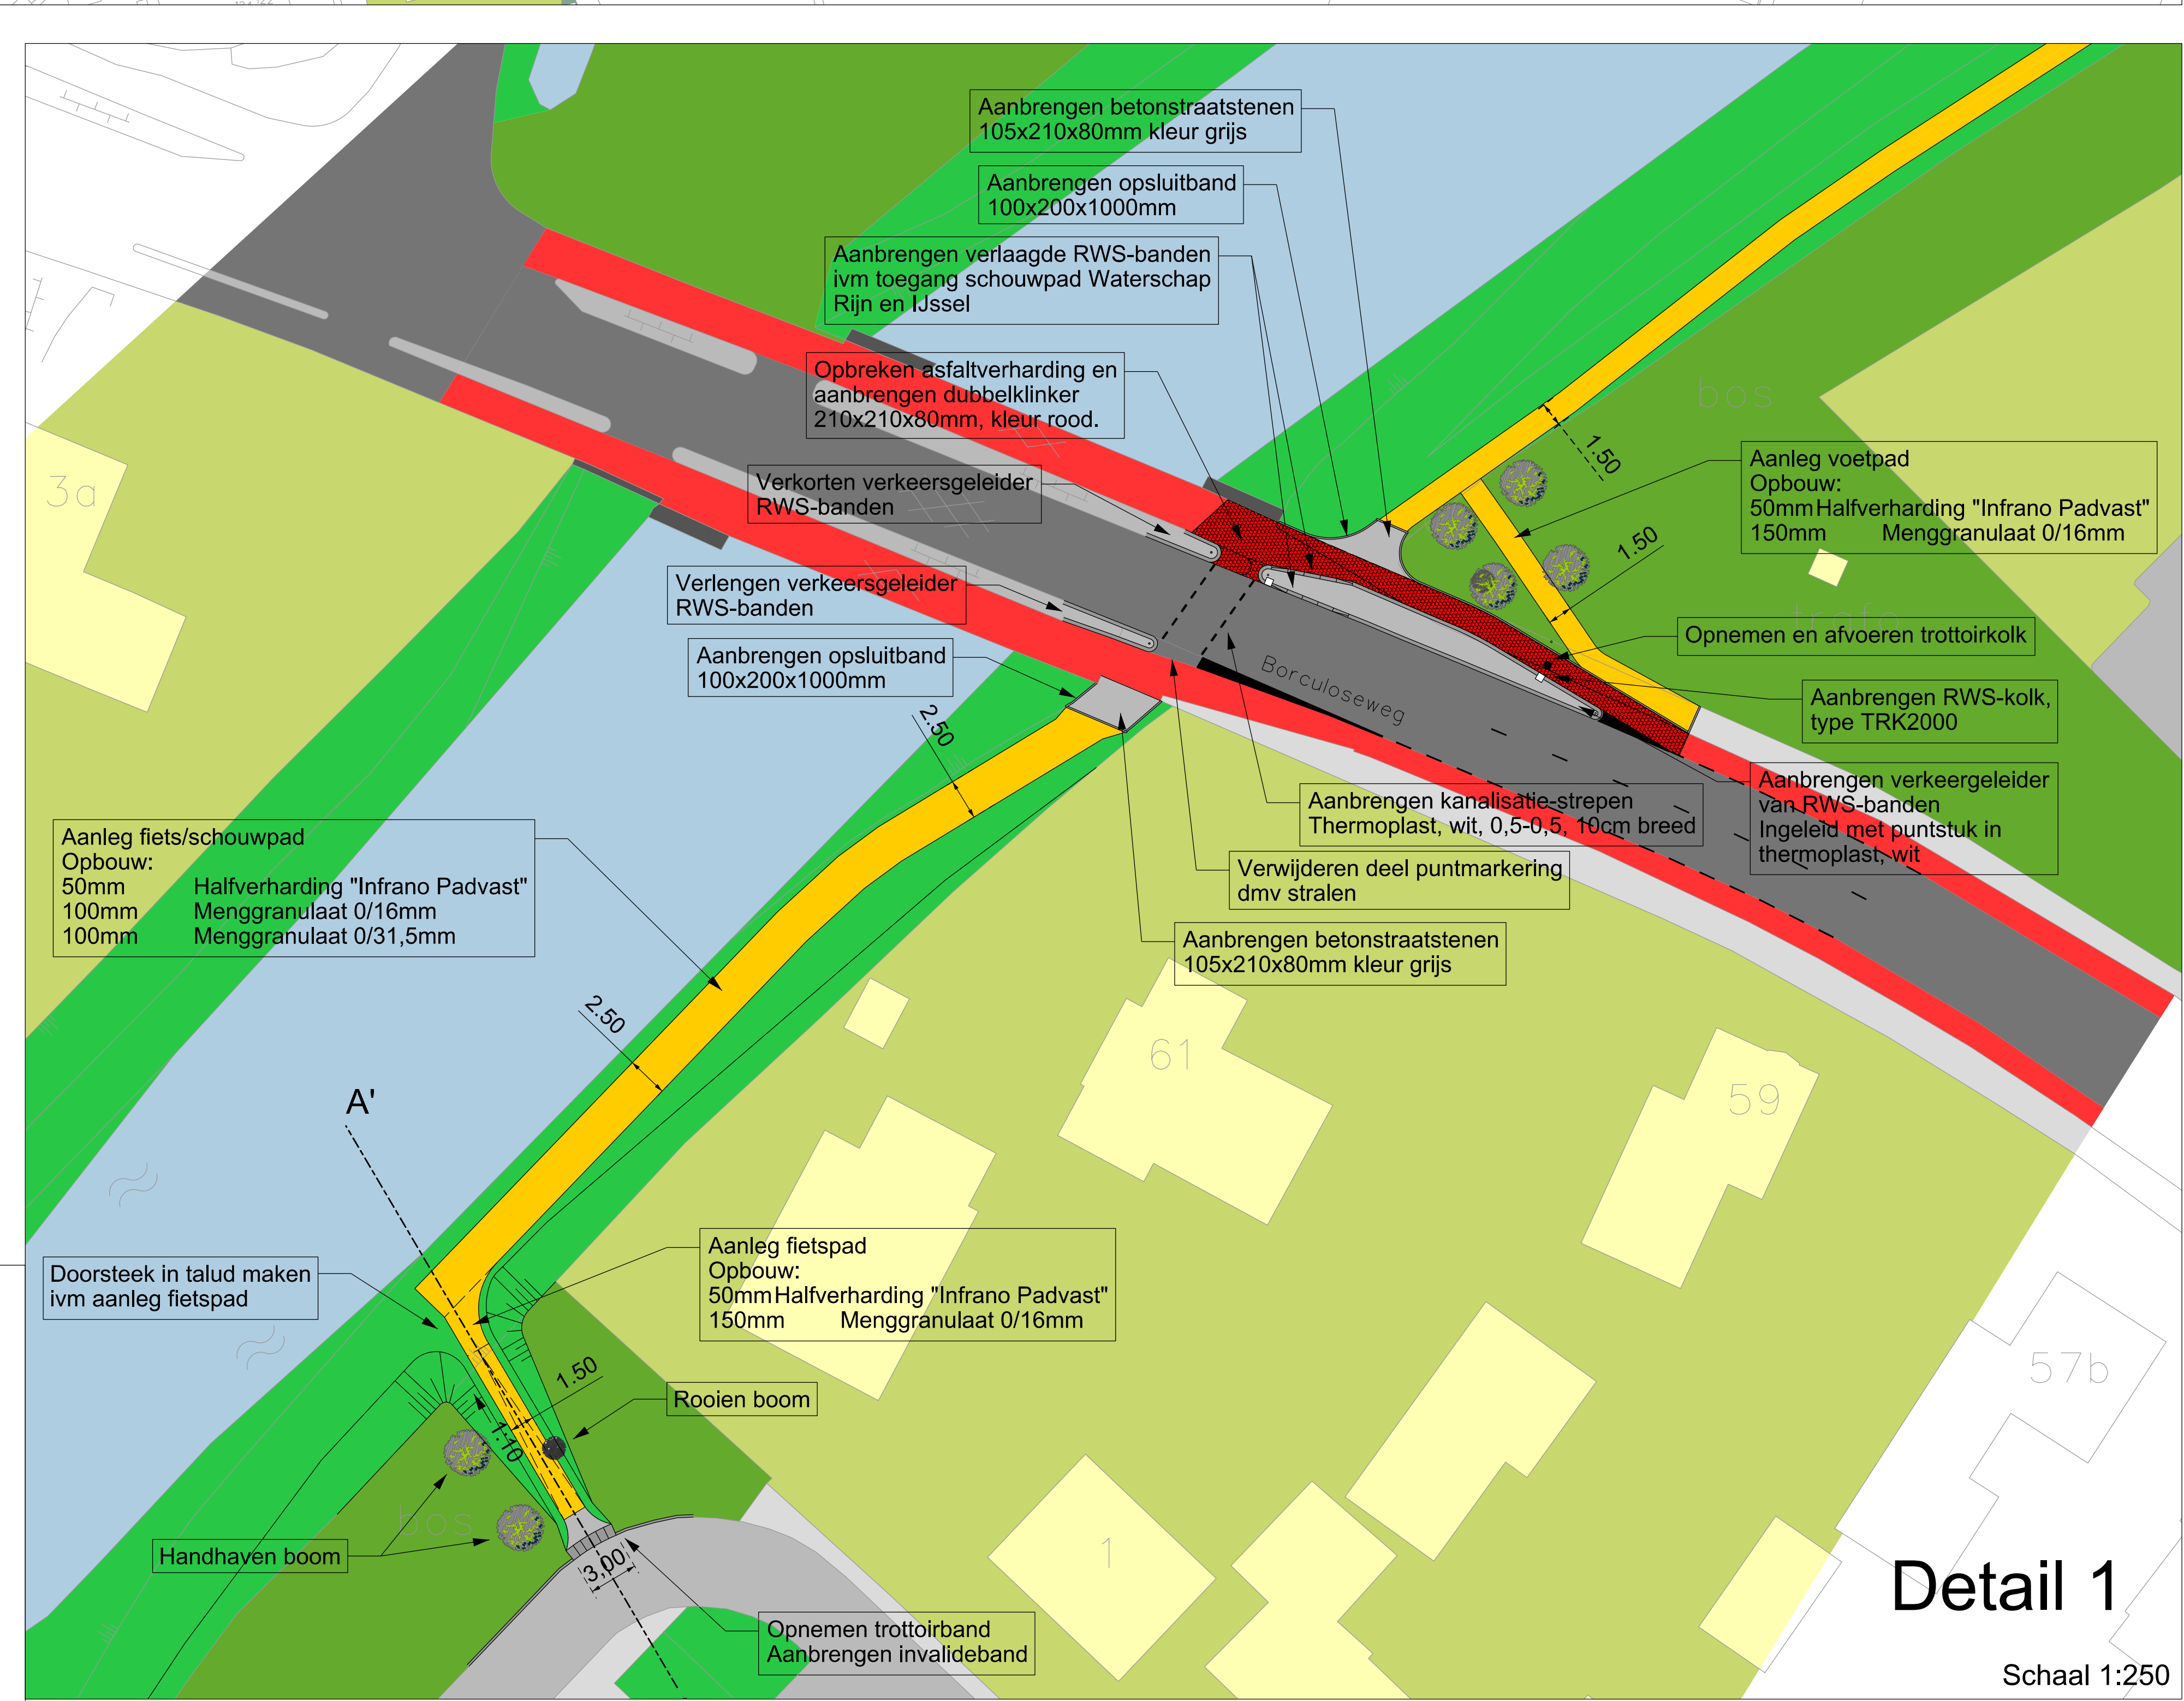 Aanbrengen betonstraatstenen
105x210x80mm kleur grijs
Aanbrengen opsluitband
100x200x1000mm
Aanbrengen verlaagde RWS-banden
ivm toegang schouwpad Waterschap
Rijn en IJssel
Opbreken asfaltverharding en
aanbrengen dubbelklinker
210x210x80mm, kleur rood.
Verkorten verkeersgeleider
RWS-banden
Verlengen verkeersgeleider
RWS-banden
Aanbrengen opsluitband
100x200x1000mm
bos
1.50
Aanleg voetpad
Opbouw:
50mm Halfverharding "Infrano Padvast"
150mm Menggranulaat 0/16mm
1.50
trafo
Opnemen en afvoeren trottoirkolk
Aanbrengen RWS-kolk,
type TRK2000
Borculoseweg
Aanbrengen verkeergeleider
van RWS-banden
Ingeleid met puntstuk in
thermoplast, wit
Aanbrengen kanalisatie-strepen
Thermoplast, wit, 0,5-0,5, 10cm breed
Verwijderen deel puntmarkering
dmv stralen
Aanbrengen betonstraatstenen
105x210x80mm kleur grijs
3a
2.50
Aanleg fiets/schouwpad
Opbouw:
50mm Halfverharding "Infrano Padvast"
100mm Menggranulaat 0/16mm
100mm Menggranulaat 0/31,5mm
2.50
A'
61
59
57b
1
Doorsteek in talud maken
ivm aanleg fietspad
Aanleg fietspad
Opbouw:
50mm Halfverharding "Infrano Padvast"
150mm Menggranulaat 0/16mm
1.50
1:10
Rooien boom
bos
Handhaven boom
3,00
Opnemen trottoirband
Aanbrengen invalideband
Detail 1
Schaal 1:250